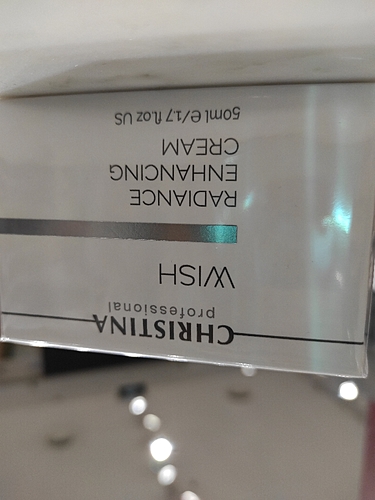 CHRISTINA
professional
WISH
RADIANCE
ENHANCING
CREAM
50ml ℮/1.7 fl.oz US